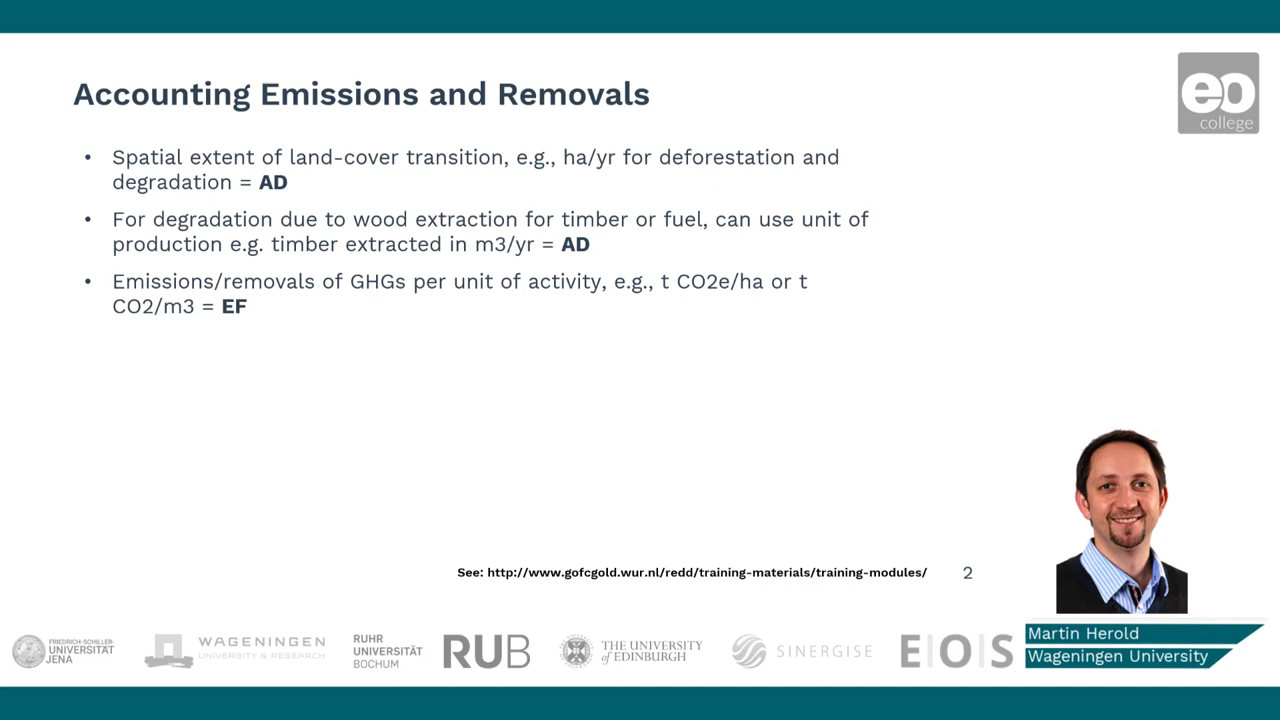 Accounting Emissions and Removals
eo
college
• Spatial extent of land-cover transition, e.g., ha/yr for deforestation and
degradation = AD
• For degradation due to wood extraction for timber or fuel, can use unit of
production e.g. timber extracted in m3/yr = AD
• Emissions/removals of GHGs per unit of activity, e.g., t CO2e/ha or t
CO2/m3 = EF
See: http://www.gofcgold.wur.nl/redd/training-materials/training-modules/
2
Martin Herold
Wageningen University
FRIEDRICH-SCHILLER-
UNIVERSITÄT
JENA
WAGENINGEN
UNIVERSITY & RESEARCH
RUHR
UNIVERSITÄT
BOCHUM
RUB
THE UNIVERSITY
of EDINBURGH
SINERGISE
E|O|S